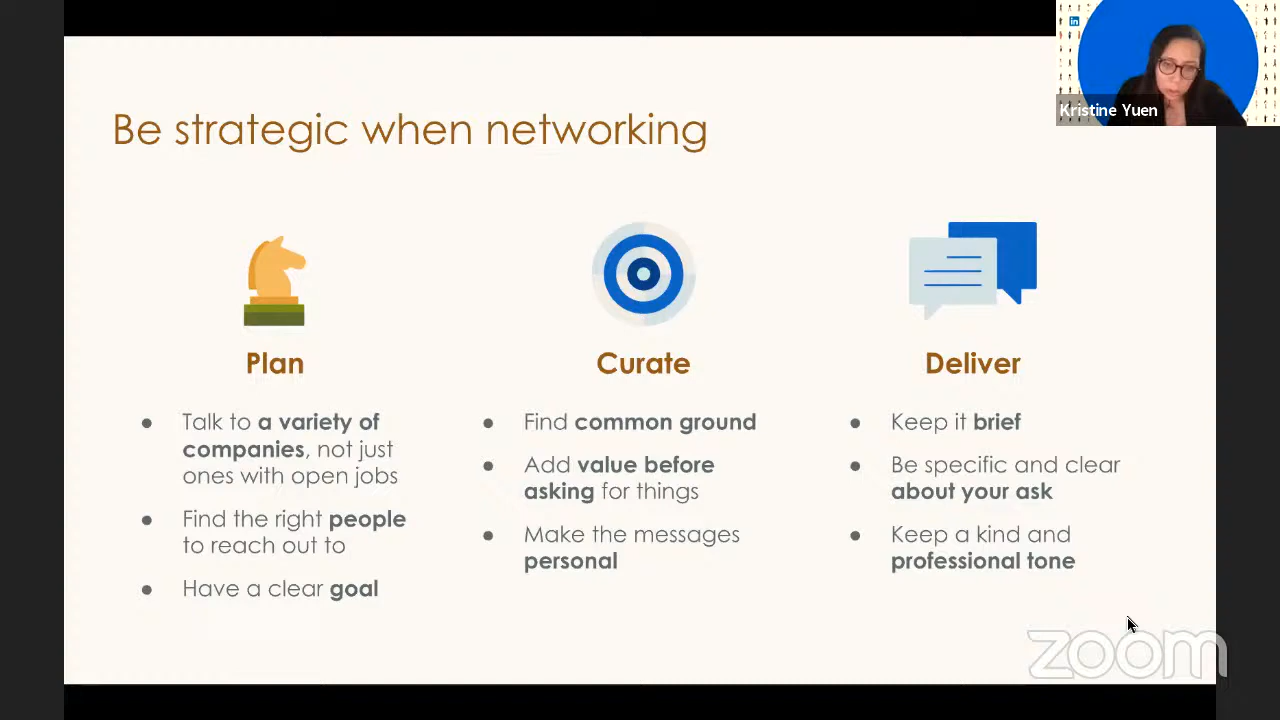 in
Kristine Yuen
Be strategic when networking
Plan
● Talk to a variety of
companies, not just
ones with open jobs
● Find the right people
to reach out to
● Have a clear goal
Curate
● Find common ground
● Add value before
asking for things
● Make the messages
personal
Deliver
● Keep it brief
● Be specific and clear
about your ask
● Keep a kind and
professional tone
zoom